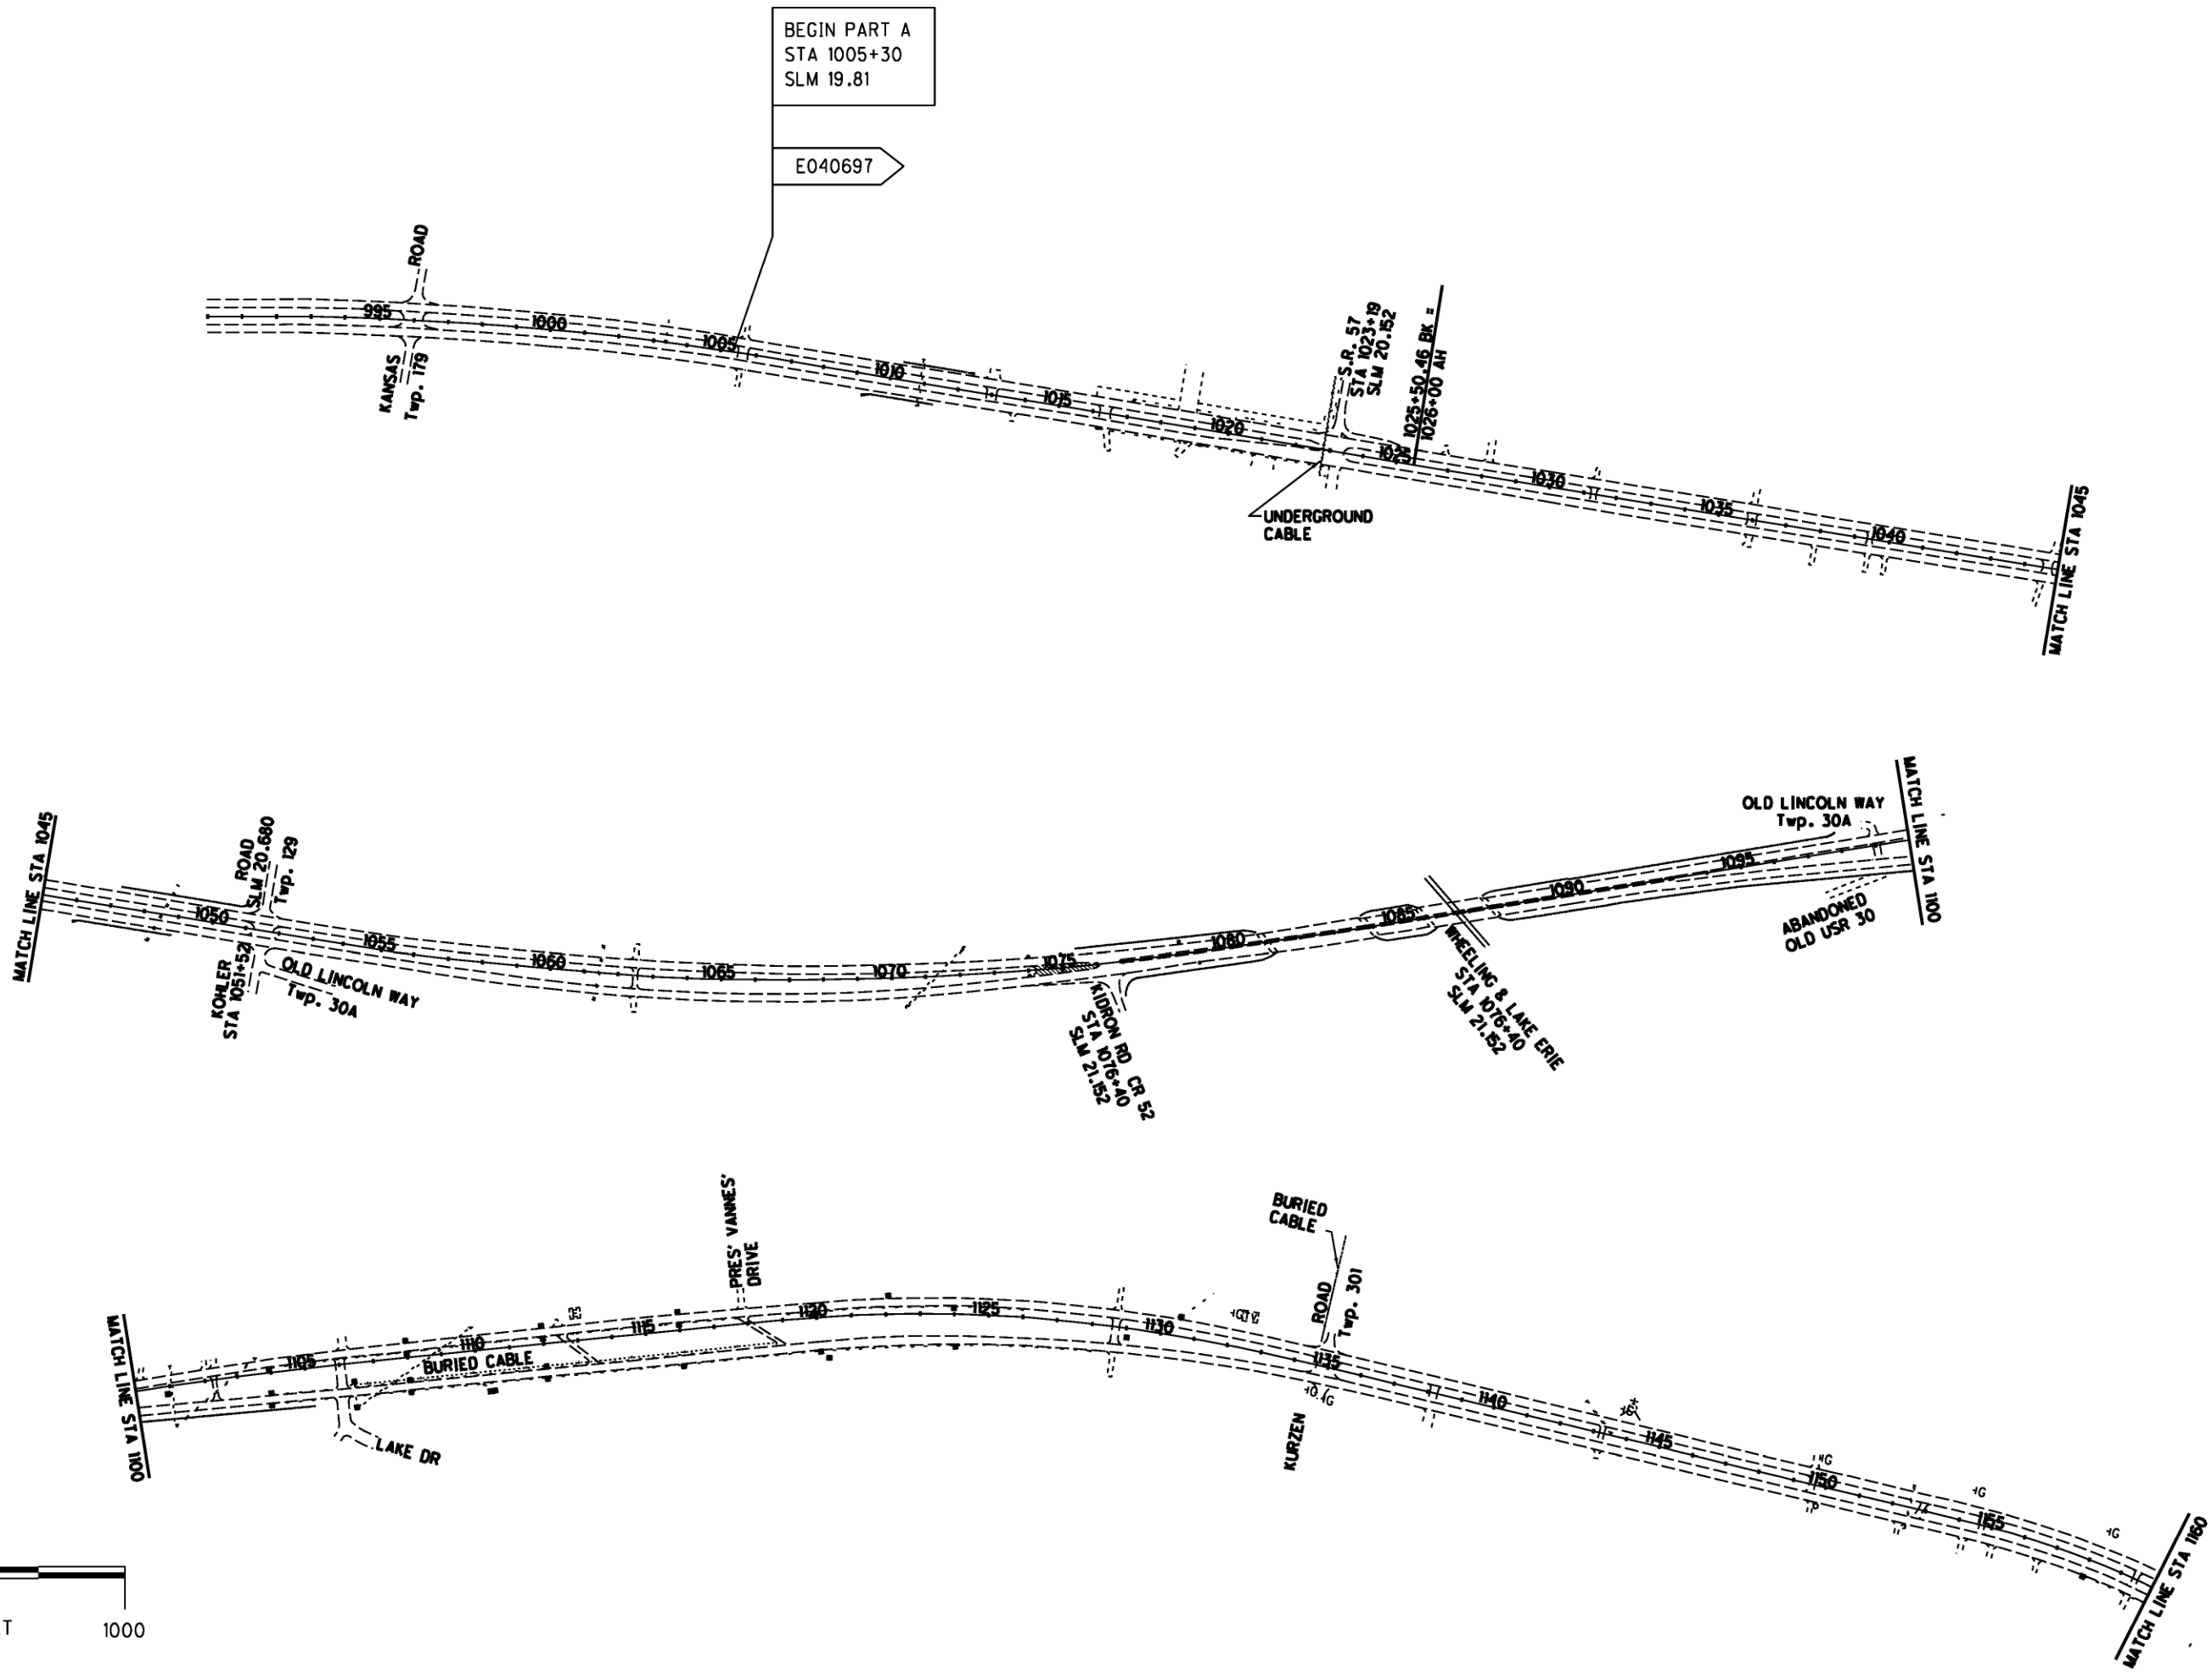 BEGIN PART A
STA 1005+30
SLM 19.81
E040697
ROAD
KANSAS
Twp. 179
995
1000
1005
1010
1015
1020
1025
1030
1035
1040
S.R. 57
STA 1023+19
SLM 20.152
1025+50.46 BK =
1026+00 AH
UNDERGROUND
CABLE
MATCH LINE STA 1045
MATCH LINE STA 1045
ROAD
SLM 20.680
Twp. 129
KOHLER
STA 1051+52
OLD LINCOLN WAY
Twp. 30A
1050
1055
1060
1065
1070
1075
1080
1085
1090
1095
KIDRON RD CR 52
STA 1076+40
SLM 21.152
WHEELING & LAKE ERIE
STA 1076+40
SLM 21.152
OLD LINCOLN WAY
Twp. 30A
ABANDONED
OLD USR 30
MATCH LINE STA 1100
MATCH LINE STA 1100
1105
1110
1115
1120
1125
1130
1135
1140
1145
1150
1155
BURIED CABLE
LAKE DR
PRES' VANNES'
DRIVE
BURIED
CABLE
ROAD
Twp. 301
KURZEN
HG
HG
HG
HG
HG
MATCH LINE STA 1160
T
1000